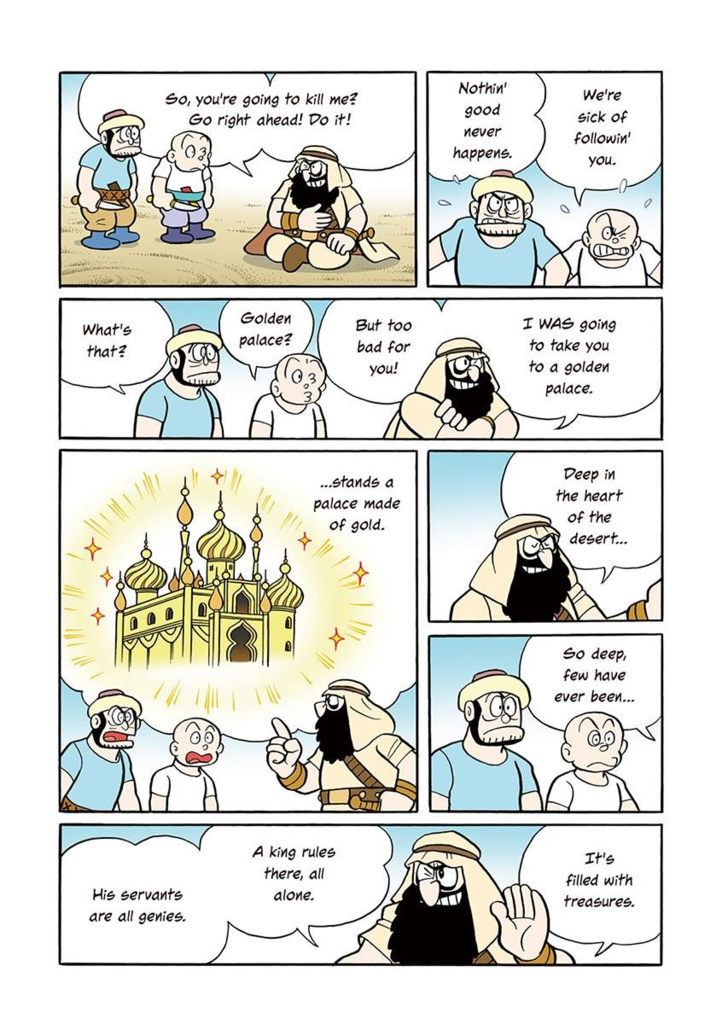 We're
sick of
followin'
you.
Nothin'
good
never
happens.
So, you're going to kill me?
Go right ahead! Do it!
I WAS going
to take you
to a golden
palace.
But too
bad for
you!
Golden
palace?
What's
that?
Deep in
the heart
of the
desert...
So deep,
few have
ever been...
...stands a
palace made
of gold.
It's
filled with
treasures.
A king rules
there, all
alone.
His servants
are all genies.